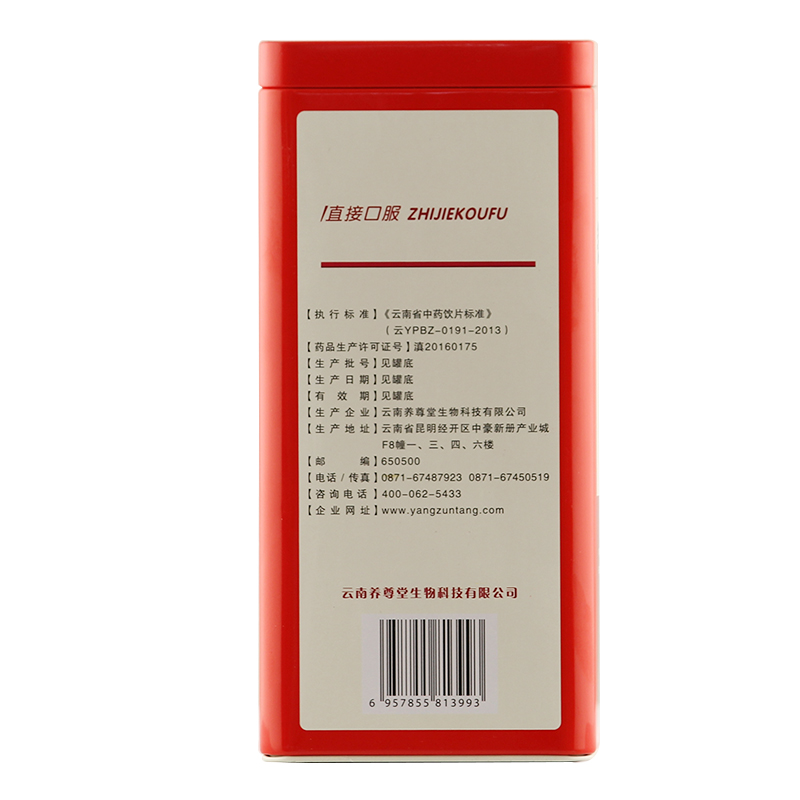 直接口服 ZHIJIEKOUFU
【执行标准】《云南省中药饮片标准》
（云YPBZ-0191-2013）
【药品生产许可证号】滇20160175
【生产批号】见罐底
【生产日期】见罐底
【有效期】见罐底
【生产企业】云南养尊堂生物科技有限公司
【生产地址】云南省昆明经开区中豪新册产业城
F8幢一、三、四、六楼
【邮编】650500
【电话/传真】0871-67487923 0871-67450519
【咨询电话】400-062-5433
【企业网址】www.yangzuntang.com
云南养尊堂生物科技有限公司
6 957855 813993